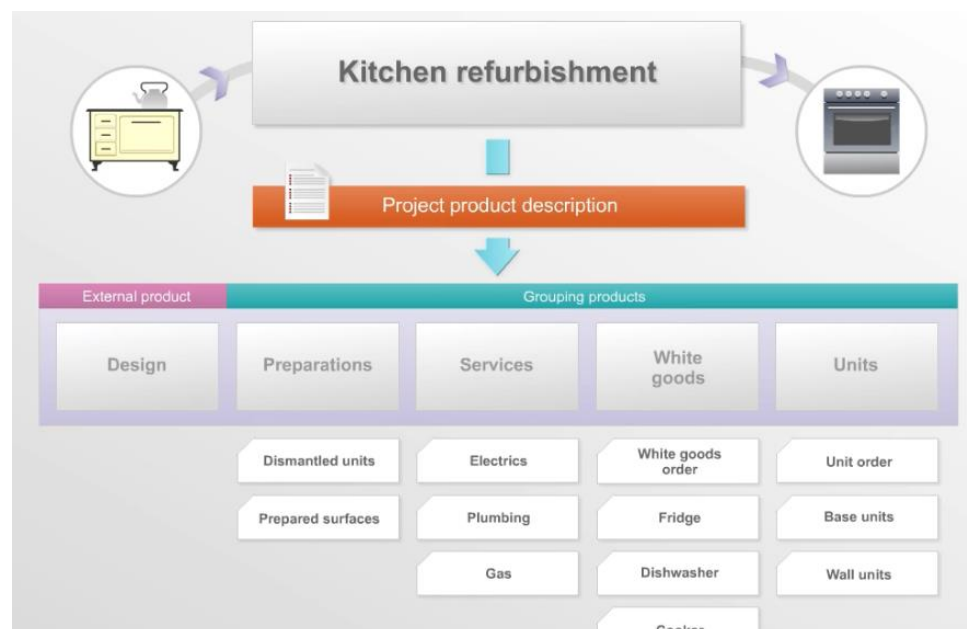 Kitchen refurbishment
Project product description
External product
Grouping products
Design
Preparations
Services
White
goods
Units
Dismantled units
Electrics
White goods
order
Unit order
Prepared surfaces
Plumbing
Fridge
Base units
Gas
Dishwasher
Wall units